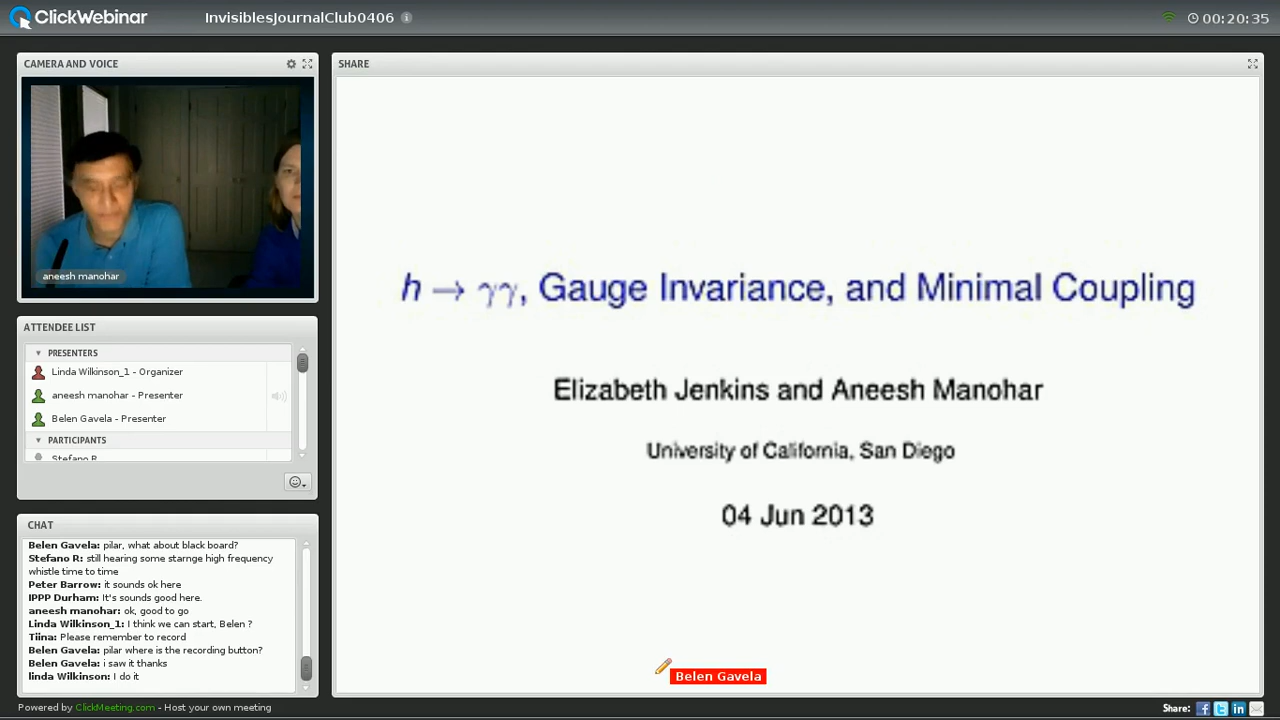 ClickWebinar
InvisiblesJournalClub0406
00:20:35
CAMERA AND VOICE
aneesh manohar
ATTENDEE LIST
PRESENTERS
Linda Wilkinson_1 - Organizer
aneesh manohar - Presenter
Belen Gavela - Presenter
PARTICIPANTS
Stefano R
CHAT
Belen Gavela: pilar, what about black board?
Stefano R: still hearing some starnge high frequency
whistle time to time
Peter Barrow: it sounds ok here
IPPP Durham: It's sounds good here.
aneesh manohar: ok, good to go
Linda Wilkinson_1: I think we can start, Belen ?
Tiina: Please remember to record
Belen Gavela: pilar where is the recording button?
Belen Gavela: i saw it thanks
linda Wilkinson: I do it
SHARE
h → γγ, Gauge Invariance, and Minimal Coupling
Elizabeth Jenkins and Aneesh Manohar
University of California, San Diego
04 Jun 2013
Belen Gavela
Powered by ClickMeeting.com - Host your own meeting
Share: